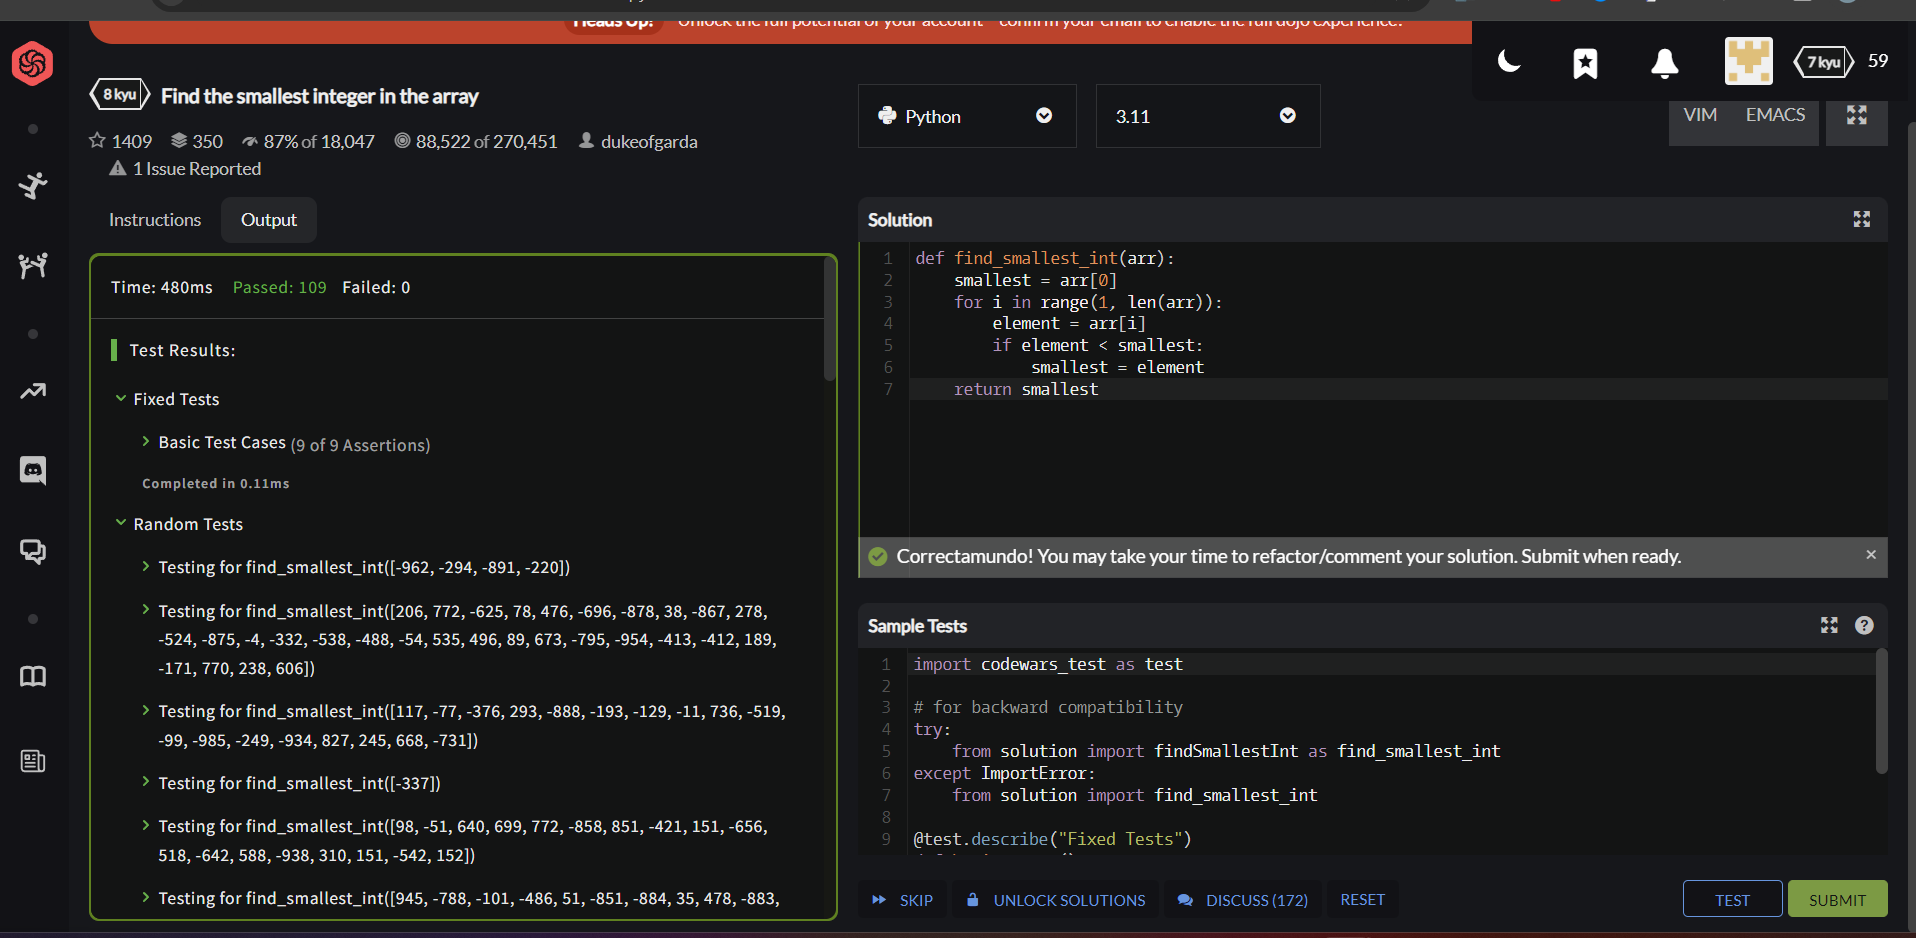 Heads Up! Unlock the full potential of your account - confirm your email to enable the full dojo experience!
7 kyu 59
8 kyu Find the smallest integer in the array
1409 350 87% of 18,047 88,522 of 270,451 dukeofgarda
1 Issue Reported
Python 3.11
VIM EMACS
Instructions Output
Time: 480ms Passed: 109 Failed: 0
Test Results:
Fixed Tests
Basic Test Cases (9 of 9 Assertions)
Completed in 0.11ms
Random Tests
Testing for find_smallest_int([-962, -294, -891, -220])
Testing for find_smallest_int([206, 772, -625, 78, 476, -696, -878, 38, -867, 278,
-524, -875, -4, -332, -538, -488, -54, 535, 496, 89, 673, -795, -954, -413, -412, 189,
-171, 770, 238, 606])
Testing for find_smallest_int([117, -77, -376, 293, -888, -193, -129, -11, 736, -519,
-99, -985, -249, -934, 827, 245, 668, -731])
Testing for find_smallest_int([-337])
Testing for find_smallest_int([98, -51, 640, 699, 772, -858, 851, -421, 151, -656,
518, -642, 588, -938, 310, 151, -542, 152])
Testing for find_smallest_int([945, -788, -101, -486, 51, -851, -884, 35, 478, -883,
Solution
1 def find_smallest_int(arr):
2     smallest = arr[0]
3     for i in range(1, len(arr)):
4         element = arr[i]
5         if element < smallest:
6             smallest = element
7     return smallest
Correctamundo! You may take your time to refactor/comment your solution. Submit when ready. ×
Sample Tests
1 import codewars_test as test
2
3 # for backward compatibility
4 try:
5     from solution import findSmallestInt as find_smallest_int
6 except ImportError:
7     from solution import find_smallest_int
8
9 @test.describe("Fixed Tests")
SKIP UNLOCK SOLUTIONS DISCUSS (172) RESET TEST SUBMIT